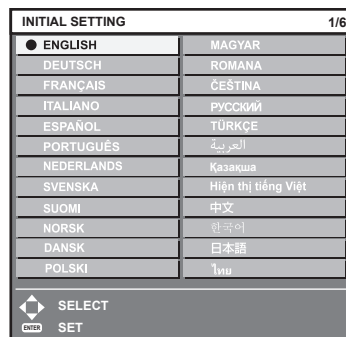 INITIAL SETTING 1/6
ENGLISH
DEUTSCH
FRANÇAIS
ITALIANO
ESPAÑOL
PORTUGUÊS
NEDERLANDS
SVENSKA
SUOMI
NORSK
DANSK
POLSKI
MAGYAR
ROMANA
ČEŠTINA
РУССКИЙ
TÜRKÇE
العربية
Қазақша
Hiện thị tiếng Việt
中文
한국어
日本語
ไทย
SELECT
ENTER SET